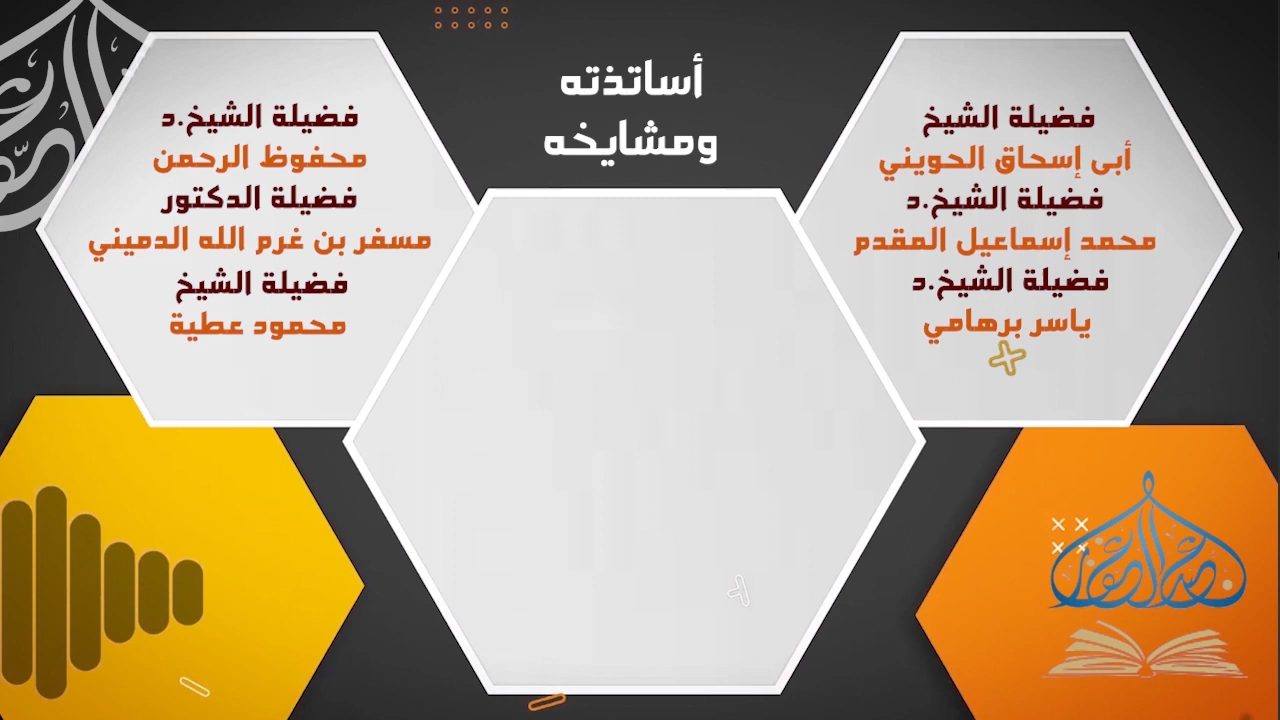 أساتذته
ومشايخه
فضيلة الشيخ
أبى إسحاق الحويني
فضيلة الشيخ.د
محمد إسماعيل المقدم
فضيلة الشيخ.د
ياسر برهامي
فضيلة الشيخ.د
محفوظ الرحمن
فضيلة الدكتور
مسفر بن غرم الله الدميني
فضيلة الشيخ
محمود عطية